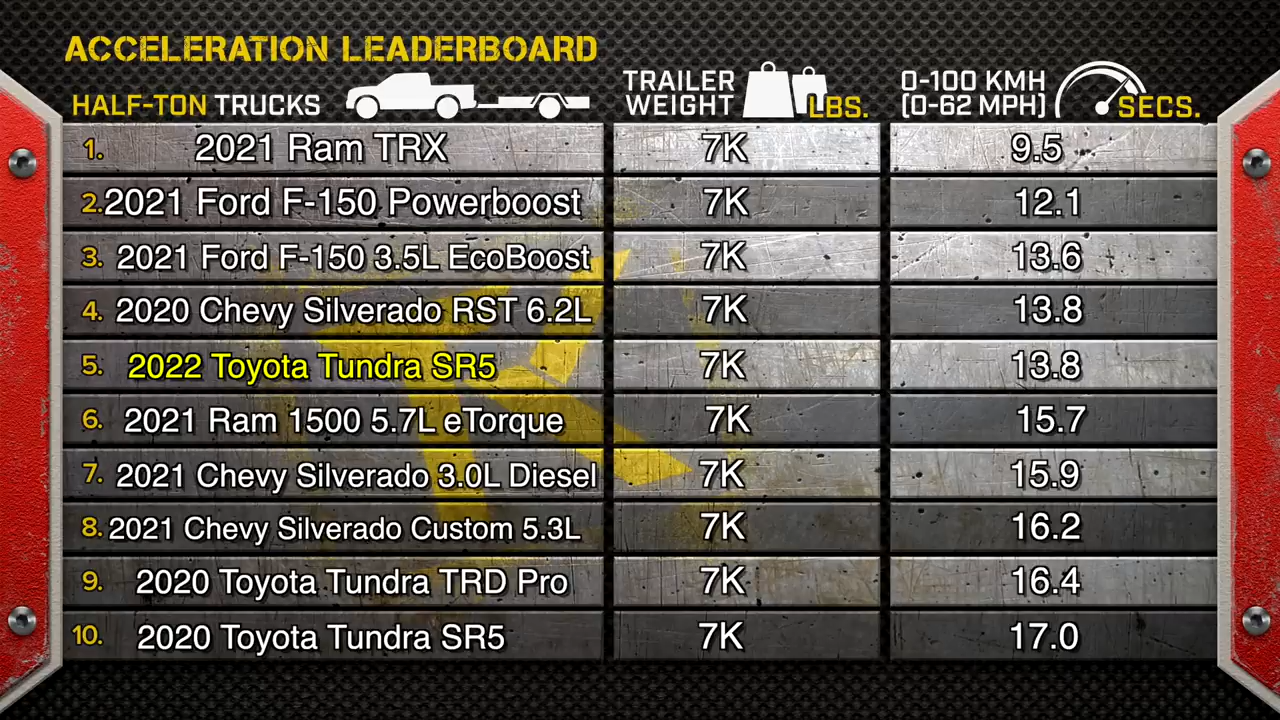 ACCELERATION LEADERBOARD
HALF-TON TRUCKS
TRAILER
WEIGHT LBS.
0-100 KMH
[0-62 MPH] SECS.
1. 2021 Ram TRX 7K 9.5
2. 2021 Ford F-150 Powerboost 7K 12.1
3. 2021 Ford F-150 3.5L EcoBoost 7K 13.6
4. 2020 Chevy Silverado RST 6.2L 7K 13.8
5. 2022 Toyota Tundra SR5 7K 13.8
6. 2021 Ram 1500 5.7L eTorque 7K 15.7
7. 2021 Chevy Silverado 3.0L Diesel 7K 15.9
8. 2021 Chevy Silverado Custom 5.3L 7K 16.2
9. 2020 Toyota Tundra TRD Pro 7K 16.4
10. 2020 Toyota Tundra SR5 7K 17.0